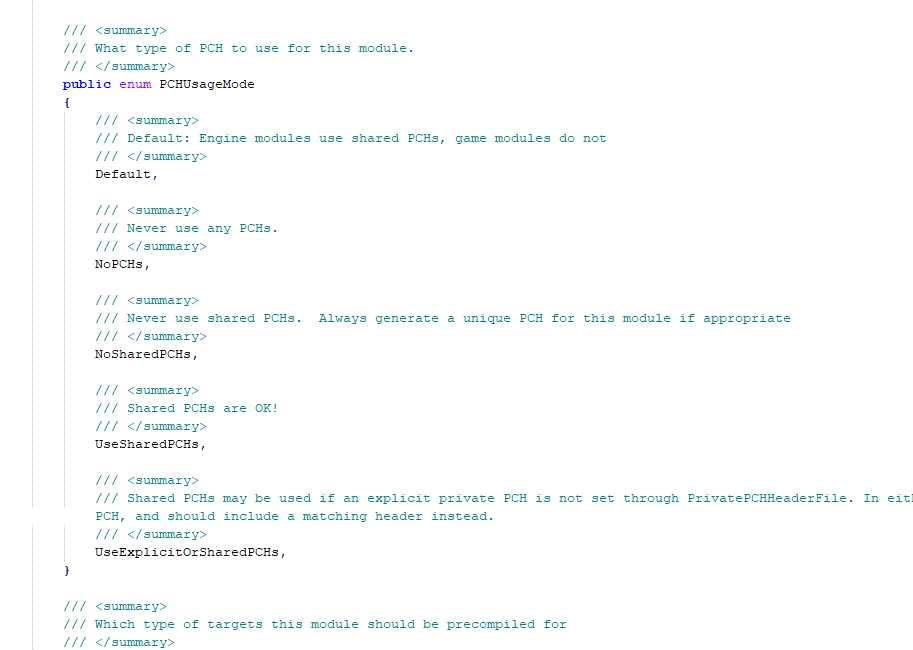 /// <summary>
/// What type of PCH to use for this module.
/// </summary>
public enum PCHUsageMode
{
/// <summary>
/// Default: Engine modules use shared PCHs, game modules do not
/// </summary>
Default,
/// <summary>
/// Never use any PCHs.
/// </summary>
NoPCHs,
/// <summary>
/// Never use shared PCHs.  Always generate a unique PCH for this module if appropriate
/// </summary>
NoSharedPCHs,
/// <summary>
/// Shared PCHs are OK!
/// </summary>
UseSharedPCHs,
/// <summary>
/// Shared PCHs may be used if an explicit private PCH is not set through PrivatePCHHeaderFile. In
PCH, and should include a matching header instead.
/// </summary>
UseExplicitOrSharedPCHs,
}
/// <summary>
/// Which type of targets this module should be precompiled for
/// </summary>